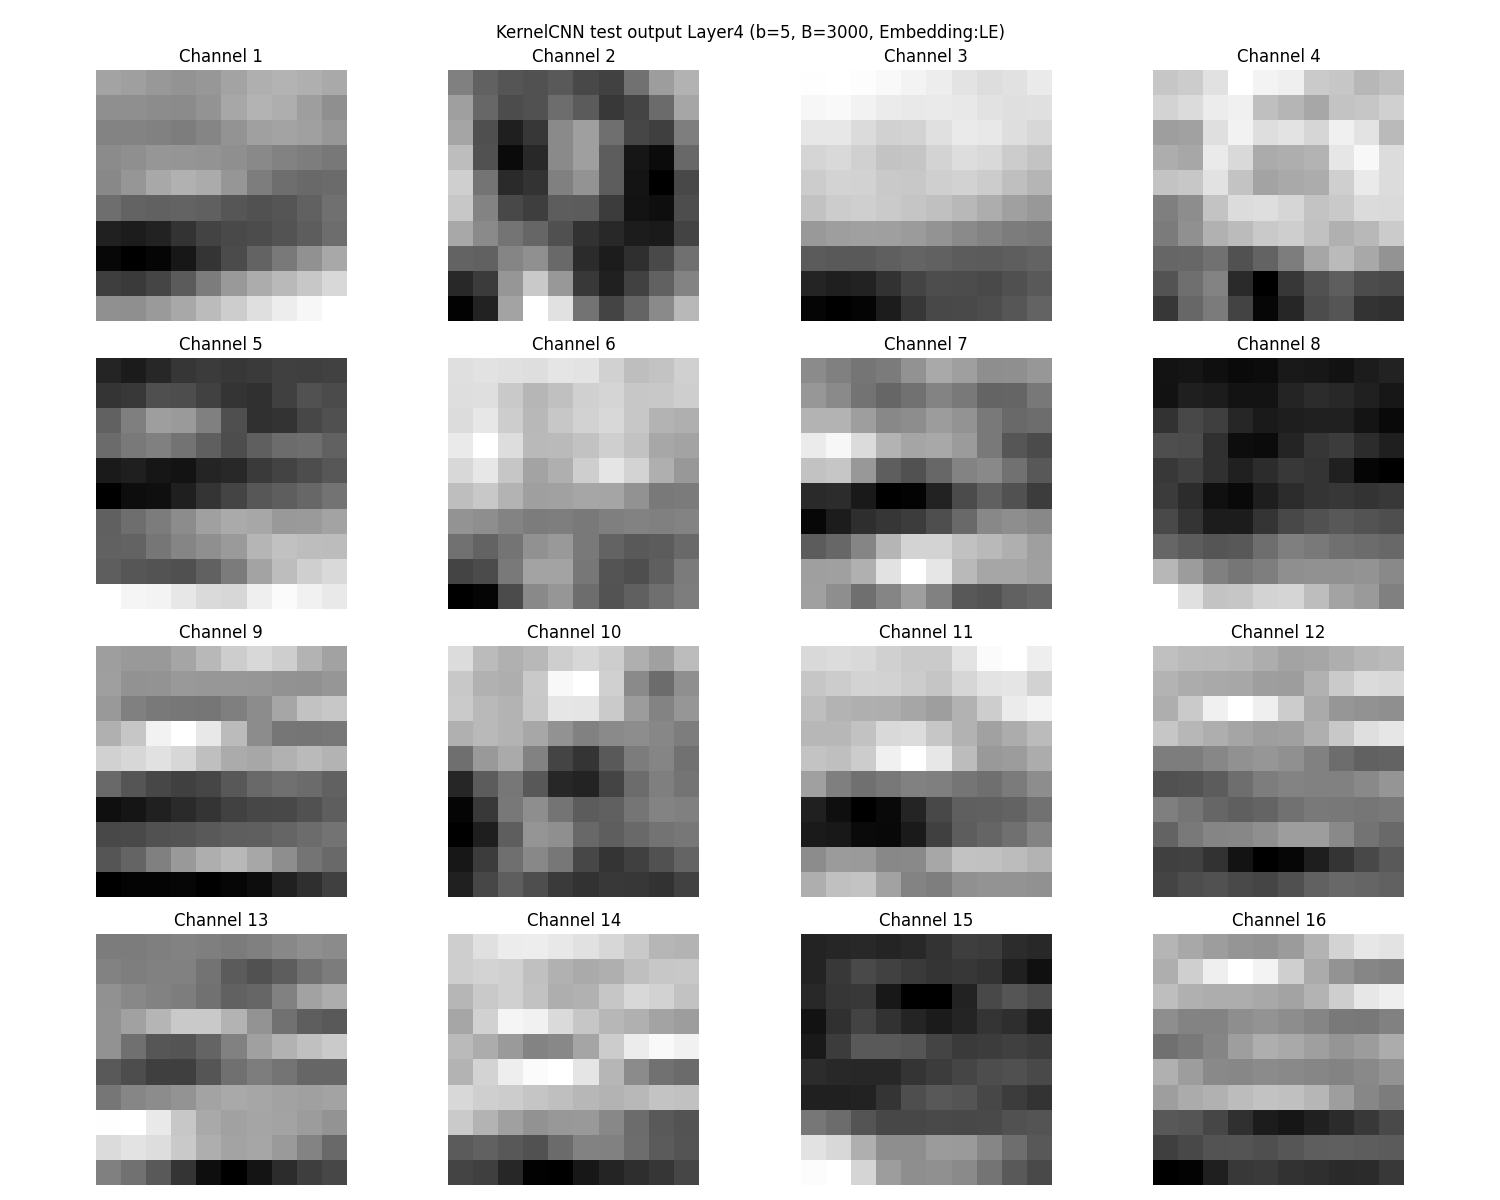 KernelCNN test output Layer4 (b=5, B=3000, Embedding:LE)
Channel 1
Channel 2
Channel 3
Channel 4
Channel 5
Channel 6
Channel 7
Channel 8
Channel 9
Channel 10
Channel 11
Channel 12
Channel 13
Channel 14
Channel 15
Channel 16